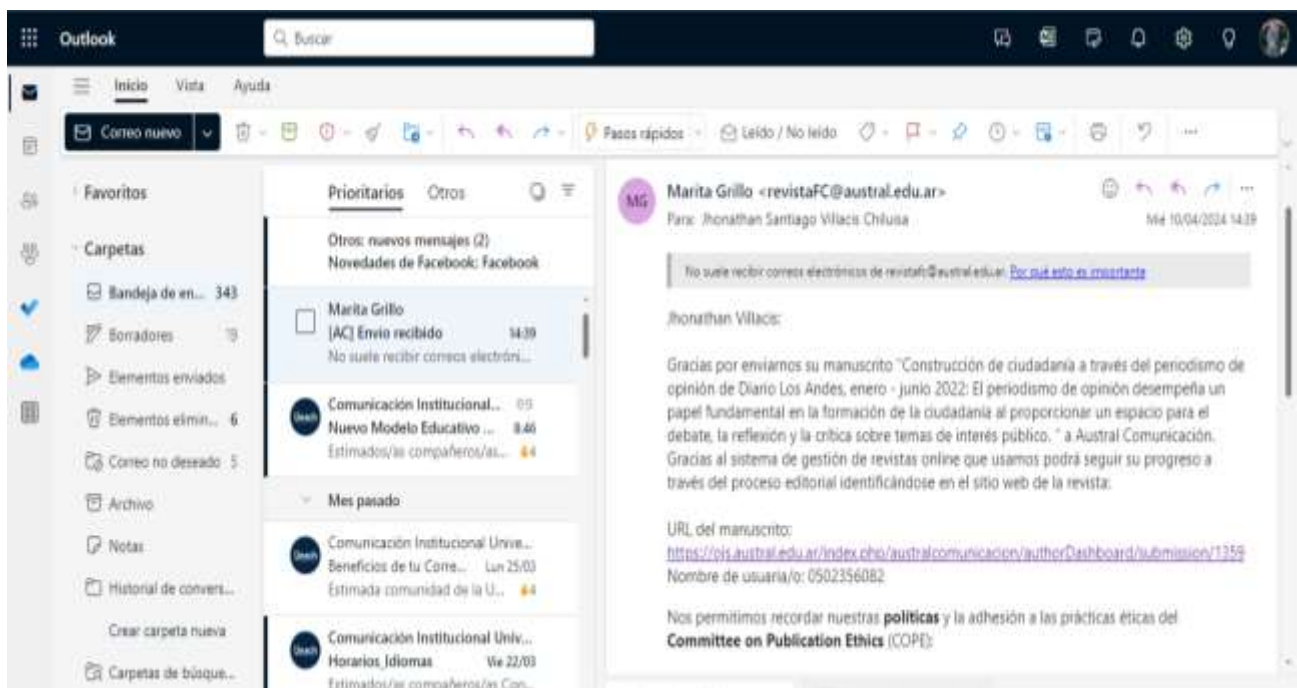 Outlook
Buscar
Inicio Vista Ayuda
Correo nuevo
Pasos rápidos
Leído / No leído
Favoritos
Carpetas
Bandeja de en... 343
Borradores 19
Elementos enviados
Elementos elimin... 6
Correo no deseado 5
Archivo
Notas
Historial de convers...
Crear carpeta nueva
Carpetas de búsque...
Prioritarios Otros
Otros: nuevos mensajes (2)
Novedades de Facebook: Facebook
Marita Grillo
[AC] Envío recibido 14:39
No suele recibir correos electróni...
Comunicación Institucional...
Nuevo Modelo Educativo ... 8:46
Estimados/as compañeros/as...
Mes pasado
Comunicación Institucional Unive...
Beneficios de tu Corre... Lun 25/03
Estimada comunidad de la U...
Comunicación Institucional Univ...
Horarios_Idiomas Vie 22/03
Estimados/as compañeros/as Con...
MG
Marita Grillo <revistaFC@austral.edu.ar>
Para: Jhonathan Santiago Villacis Chiluisa
Mié 10/04/2024 14:39
No suele recibir correos electrónicos de revistafc@austral.edu.ar. Por qué esto es importante
Jhonathan Villacis:
Gracias por enviarnos su manuscrito "Construcción de ciudadanía a través del periodismo de
opinión de Diario Los Andes, enero - junio 2022: El periodismo de opinión desempeña un
papel fundamental en la formación de la ciudadanía al proporcionar un espacio para el
debate, la reflexión y la crítica sobre temas de interés público. " a Austral Comunicación.
Gracias al sistema de gestión de revistas online que usamos podrá seguir su progreso a
través del proceso editorial identificándose en el sitio web de la revista:
URL del manuscrito:
https://ojs.austral.edu.ar/index.php/australcomunicacion/authorDashboard/submission/1359
Nombre de usuaria/o: 0502356082
Nos permitimos recordar nuestras políticas y la adhesión a las prácticas éticas del
Committee on Publication Ethics (COPE):